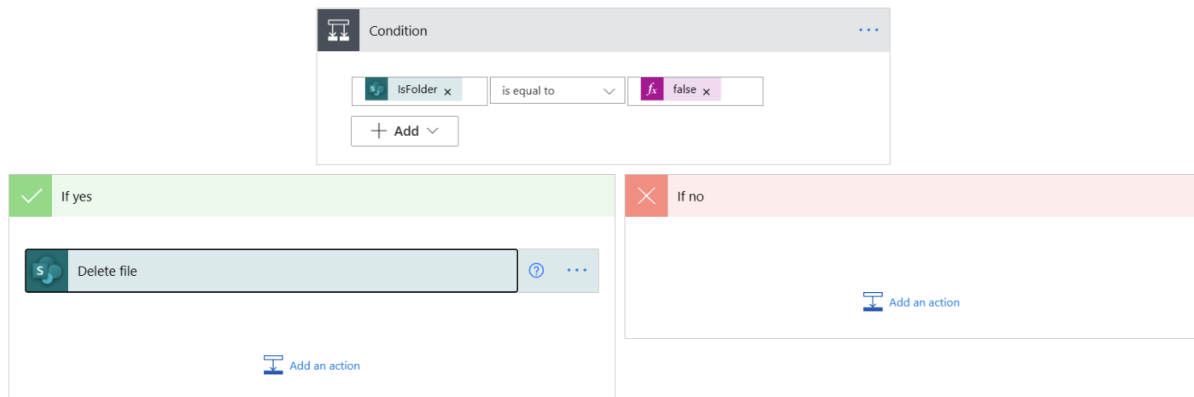 Condition
IsFolder x is equal to fx false x
Add
If yes
If no
S Delete file
Add an action
Add an action